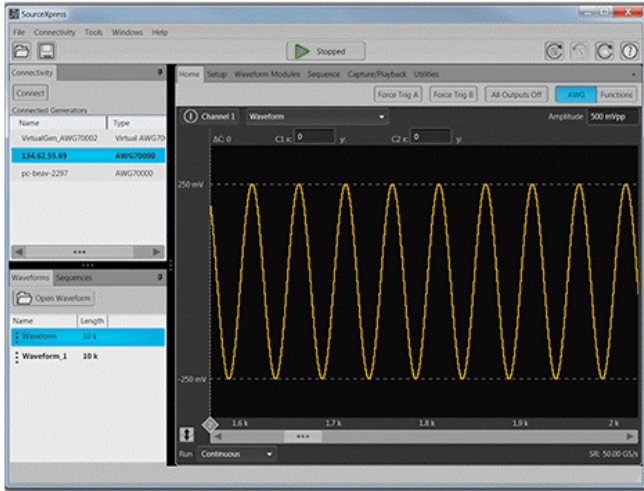 SourceXpress
File Connectivity Tools Windows Help
Stopped
Connectivity
Connect
Connected Generators
Name Type
VirtualGen_AWG70002 Virtual AWG70
134.62.55.69 AWG70000
pc-beav-2297 AWG70000
Waveforms Sequences
Open Waveform
Name Length
Waveform 10 k
Waveform_1 10 k
Home Setup Waveform Modules Sequence Capture/Playback Utilities
Force Trig A Force Trig B All Outputs Off AWG Functions
Channel 1 Waveform Amplitude 500 mVpp
ΔC: 0 C1 x: 0 y: C2 x: 0 y:
250 mV
-250 mV
1.6 k 1.7 k 1.8 k 1.9 k 2 k
Run Continuous SR: 50.00 GS/s